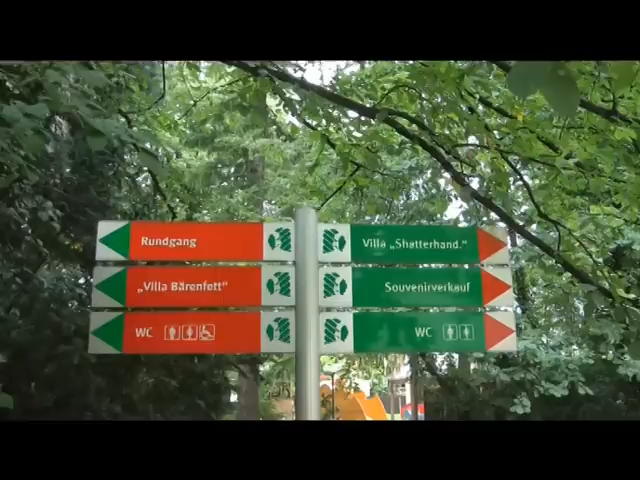 Rundgang
„Villa Bärenfett“
WC
Villa „Shatterhand.“
Souvenirverkauf
WC